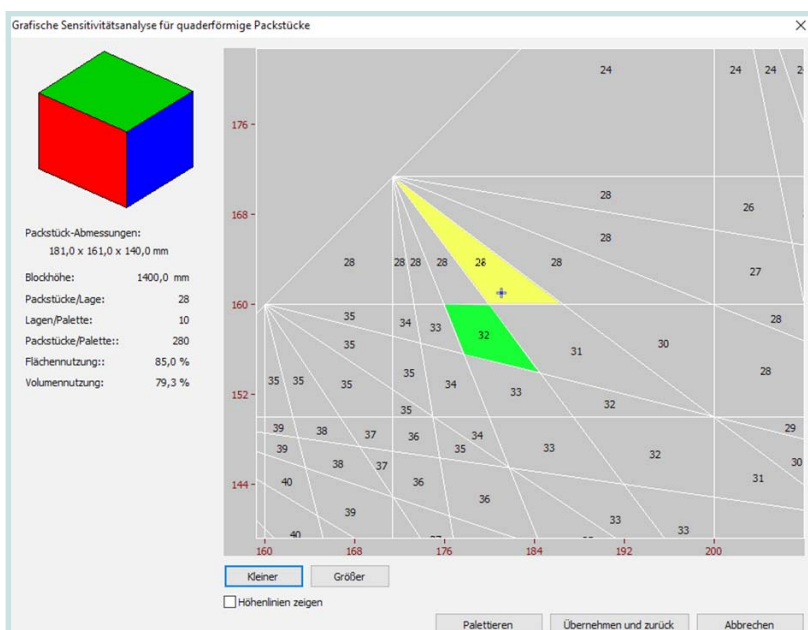 Grafische Sensitivitätsanalyse für quaderförmige Packstücke
Packstück-Abmessungen:
181,0 x 161,0 x 140,0 mm
Blockhöhe: 1400,0 mm
Packstücke/Lage: 28
Lagen/Palette: 10
Packstücke/Palette:: 280
Flächennutzung:: 85,0 %
Volumennutzung: 79,3 %
24 24 24
176
28
168
26
28
28 28 28 28 28 28
27
160
28
35 34 33 32
35 31 30
28
35 35 35 35 34 33
152
32
35
39 38 37 36 34 29
39 35 33 32
38 37 30
31
144
40 36
36
39
33
33
40
160 168 176 184 192 200
Kleiner Größer
Höhenlinien zeigen
Palettieren Übernehmen und zurück Abbrechen